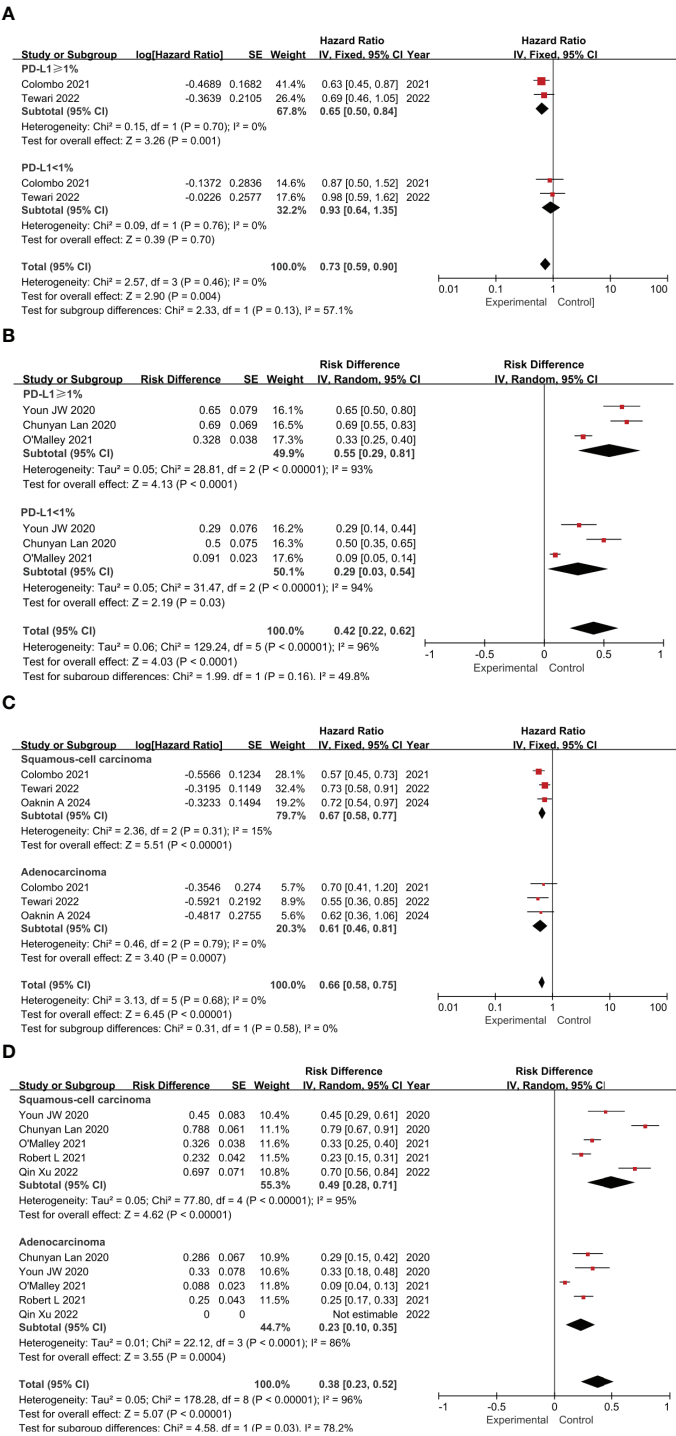 A
Hazard Ratio Hazard Ratio
Study or Subgroup log[Hazard Ratio] SE Weight IV, Fixed, 95% CI Year IV, Fixed, 95% CI
PD-L1⩾1%
Colombo 2021 -0.4689 0.1682 41.4% 0.63 [0.45, 0.87] 2021
Tewari 2022 -0.3639 0.2105 26.4% 0.69 [0.46, 1.05] 2022
Subtotal (95% CI) 67.8% 0.65 [0.50, 0.84]
Heterogeneity: Chi² = 0.15, df = 1 (P = 0.70); I² = 0%
Test for overall effect: Z = 3.26 (P = 0.001)
PD-L1<1%
Colombo 2021 -0.1372 0.2836 14.6% 0.87 [0.50, 1.52] 2021
Tewari 2022 -0.0226 0.2577 17.6% 0.98 [0.59, 1.62] 2022
Subtotal (95% CI) 32.2% 0.93 [0.64, 1.35]
Heterogeneity: Chi² = 0.09, df = 1 (P = 0.76); I² = 0%
Test for overall effect: Z = 0.39 (P = 0.70)
Total (95% CI) 100.0% 0.73 [0.59, 0.90]
Heterogeneity: Chi² = 2.57, df = 3 (P = 0.46); I² = 0%
Test for overall effect: Z = 2.90 (P = 0.004)
Test for subgroup differences: Chi² = 2.33, df = 1 (P = 0.13), I² = 57.1%
0.01 0.1 1 10 100
Experimental Control]
B
Risk Difference Risk Difference
Study or Subgroup Risk Difference SE Weight IV, Random, 95% CI IV, Random, 95% CI
PD-L1⩾1%
Youn JW 2020 0.65 0.079 16.1% 0.65 [0.50, 0.80]
Chunyan Lan 2020 0.69 0.069 16.5% 0.69 [0.55, 0.83]
O'Malley 2021 0.328 0.038 17.3% 0.33 [0.25, 0.40]
Subtotal (95% CI) 49.9% 0.55 [0.29, 0.81]
Heterogeneity: Tau² = 0.05; Chi² = 28.81, df = 2 (P < 0.00001); I² = 93%
Test for overall effect: Z = 4.13 (P < 0.0001)
PD-L1<1%
Youn JW 2020 0.29 0.076 16.2% 0.29 [0.14, 0.44]
Chunyan Lan 2020 0.5 0.075 16.3% 0.50 [0.35, 0.65]
O'Malley 2021 0.091 0.023 17.6% 0.09 [0.05, 0.14]
Subtotal (95% CI) 50.1% 0.29 [0.03, 0.54]
Heterogeneity: Tau² = 0.05; Chi² = 31.47, df = 2 (P < 0.00001); I² = 94%
Test for overall effect: Z = 2.19 (P = 0.03)
Total (95% CI) 100.0% 0.42 [0.22, 0.62]
Heterogeneity: Tau² = 0.06; Chi² = 129.24, df = 5 (P < 0.00001); I² = 96%
Test for overall effect: Z = 4.03 (P < 0.0001)
Test for subgroup differences: Chi² = 1.99, df = 1 (P = 0.16), I² = 49.8%
-1 -0.5 0 0.5 1
Experimental Control
C
Hazard Ratio Hazard Ratio
Study or Subgroup log[Hazard Ratio] SE Weight IV, Fixed, 95% CI Year IV, Fixed, 95% CI
Squamous-cell carcinoma
Colombo 2021 -0.5566 0.1234 28.1% 0.57 [0.45, 0.73] 2021
Tewari 2022 -0.3195 0.1149 32.4% 0.73 [0.58, 0.91] 2022
Oaknin A 2024 -0.3233 0.1494 19.2% 0.72 [0.54, 0.97] 2024
Subtotal (95% CI) 79.7% 0.67 [0.58, 0.77]
Heterogeneity: Chi² = 2.36, df = 2 (P = 0.31); I² = 15%
Test for overall effect: Z = 5.51 (P < 0.00001)
Adenocarcinoma
Colombo 2021 -0.3546 0.274 5.7% 0.70 [0.41, 1.20] 2021
Tewari 2022 -0.5921 0.2192 8.9% 0.55 [0.36, 0.85] 2022
Oaknin A 2024 -0.4817 0.2755 5.6% 0.62 [0.36, 1.06] 2024
Subtotal (95% CI) 20.3% 0.61 [0.46, 0.81]
Heterogeneity: Chi² = 0.46, df = 2 (P = 0.79); I² = 0%
Test for overall effect: Z = 3.40 (P = 0.0007)
Total (95% CI) 100.0% 0.66 [0.58, 0.75]
Heterogeneity: Chi² = 3.13, df = 5 (P = 0.68); I² = 0%
Test for overall effect: Z = 6.45 (P < 0.00001)
Test for subgroup differences: Chi² = 0.31, df = 1 (P = 0.58), I² = 0%
0.01 0.1 1 10 100
Experimental Control
D
Risk Difference Risk Difference
Study or Subgroup Risk Difference SE Weight IV, Random, 95% CI Year IV, Random, 95% C
Squamous-cell carcinoma
Youn JW 2020 0.45 0.083 10.4% 0.45 [0.29, 0.61] 2020
Chunyan Lan 2020 0.788 0.061 11.1% 0.79 [0.67, 0.91] 2020
O'Malley 2021 0.326 0.038 11.6% 0.33 [0.25, 0.40] 2021
Robert L 2021 0.232 0.042 11.5% 0.23 [0.15, 0.31] 2021
Qin Xu 2022 0.697 0.071 10.8% 0.70 [0.56, 0.84] 2022
Subtotal (95% CI) 55.3% 0.49 [0.28, 0.71]
Heterogeneity: Tau² = 0.05; Chi² = 77.80, df = 4 (P < 0.00001); I² = 95%
Test for overall effect: Z = 4.62 (P < 0.00001)
Adenocarcinoma
Chunyan Lan 2020 0.286 0.067 10.9% 0.29 [0.15, 0.42] 2020
Youn JW 2020 0.33 0.078 10.6% 0.33 [0.18, 0.48] 2020
O'Malley 2021 0.088 0.023 11.8% 0.09 [0.04, 0.13] 2021
Robert L 2021 0.25 0.043 11.5% 0.25 [0.17, 0.33] 2021
Qin Xu 2022 0 0 Not estimable 2022
Subtotal (95% CI) 44.7% 0.23 [0.10, 0.35]
Heterogeneity: Tau² = 0.01; Chi² = 22.12, df = 3 (P < 0.0001); I² = 86%
Test for overall effect: Z = 3.55 (P = 0.0004)
Total (95% CI) 100.0% 0.38 [0.23, 0.52]
Heterogeneity: Tau² = 0.05; Chi² = 178.28, df = 8 (P < 0.00001); I² = 96%
Test for overall effect: Z = 5.07 (P < 0.00001)
Test for subgroup differences: Chi² = 4.58, df = 1 (P = 0.03), I² = 78.2%
-1 -0.5 0 0.5 1
Experimental Control